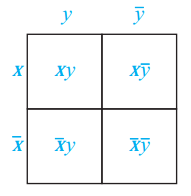 y ȳ
x xy xȳ
x̄ x̄y x̄ȳ